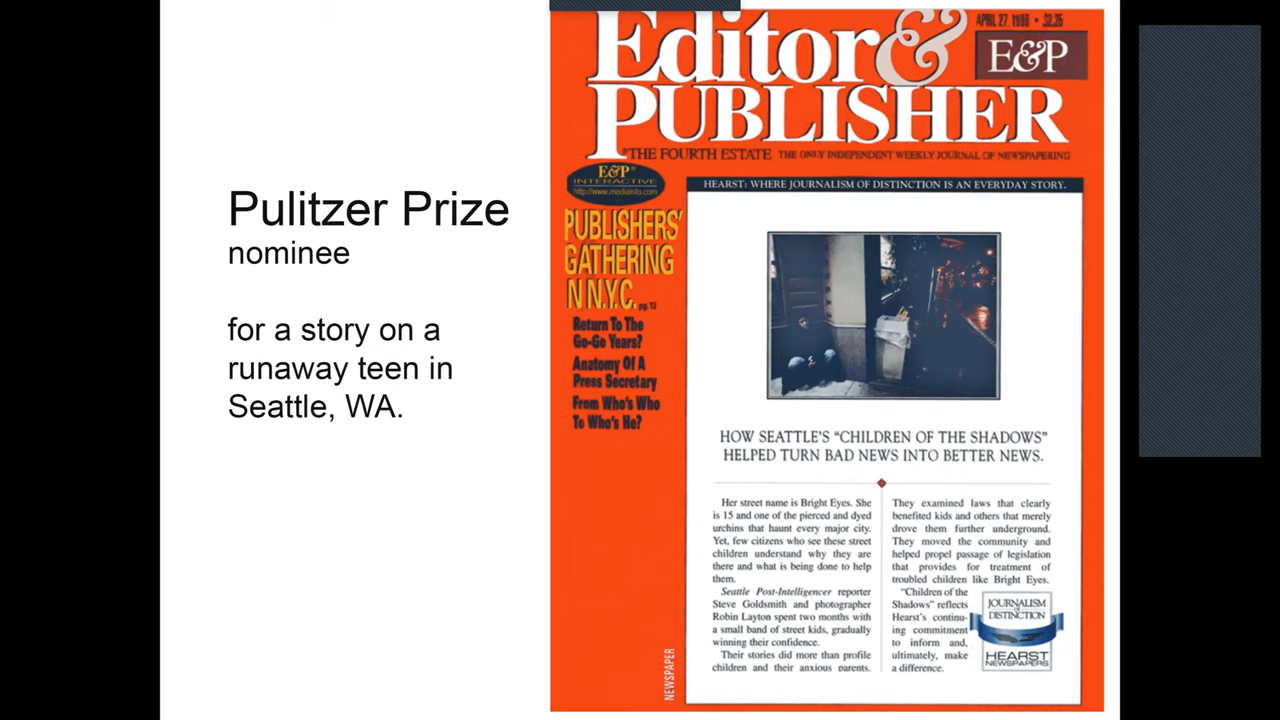 Pulitzer Prize
nominee
for a story on a
runaway teen in
Seattle, WA.
Editor &
PUBLISHER
APRIL 27, 1996 • $2.25
E&P
®THE FOURTH ESTATE THE ONLY INDEPENDENT WEEKLY JOURNAL OF NEWSPAPERING
E&P®
INTERACTIVE
http://www.mediainfo.com
PUBLISHERS'
GATHERING
IN N.Y.C. pg. 13
Return To The
Go-Go Years?
Anatomy Of A
Press Secretary
From Who's Who
To Who's He?
NEWSPAPER
HEARST: WHERE JOURNALISM OF DISTINCTION IS AN EVERYDAY STORY.
HOW SEATTLE'S "CHILDREN OF THE SHADOWS"
HELPED TURN BAD NEWS INTO BETTER NEWS.
Her street name is Bright Eyes. She
is 15 and one of the pierced and dyed
urchins that haunt every major city.
Yet, few citizens who see these street
children understand why they are
there and what is being done to help
them.
Seattle Post-Intelligencer reporter
Steve Goldsmith and photographer
Robin Layton spent two months with
a small band of street kids, gradually
winning their confidence.
Their stories did more than profile
children and their anxious parents.
They examined laws that clearly
benefited kids and others that merely
drove them further underground.
They moved the community and
helped propel passage of legislation
that provides for treatment of
troubled children like Bright Eyes.
"Children of the
Shadows" reflects
Hearst's continu-
ing commitment
to inform and,
ultimately, make
a difference.
JOURNALISM
OF
DISTINCTION
HEARST
NEWSPAPERS